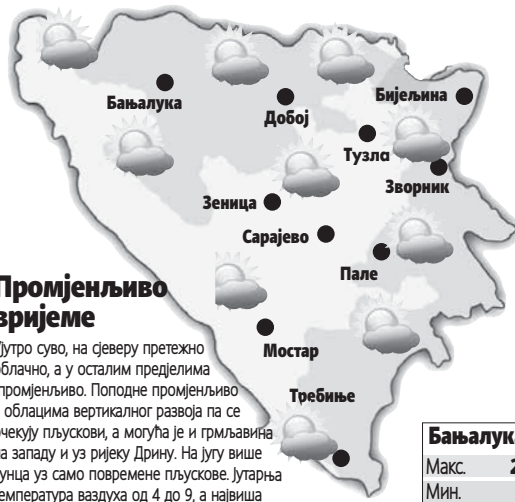 Бањалука
Добој
Бијељина
Тузла
Зворник
Зеница
Сарајево
Пале
Мостар
Требиње
Промјенљиво
вријеме
јутро суво, на сјеверу претежно
облачно, а у осталим предјелима
промјенљиво. Поподне промјенљиво
облацима вертикалног развоја па се
очекују пљускови, а могућа је и грмљавина
на западу и уз ријеку Дрину. На југу више
сунца уз само повремене пљускове. Јутарња
температура ваздуха од 4 до 9, а највиша
Бањалука
Макс. 2
Мин.